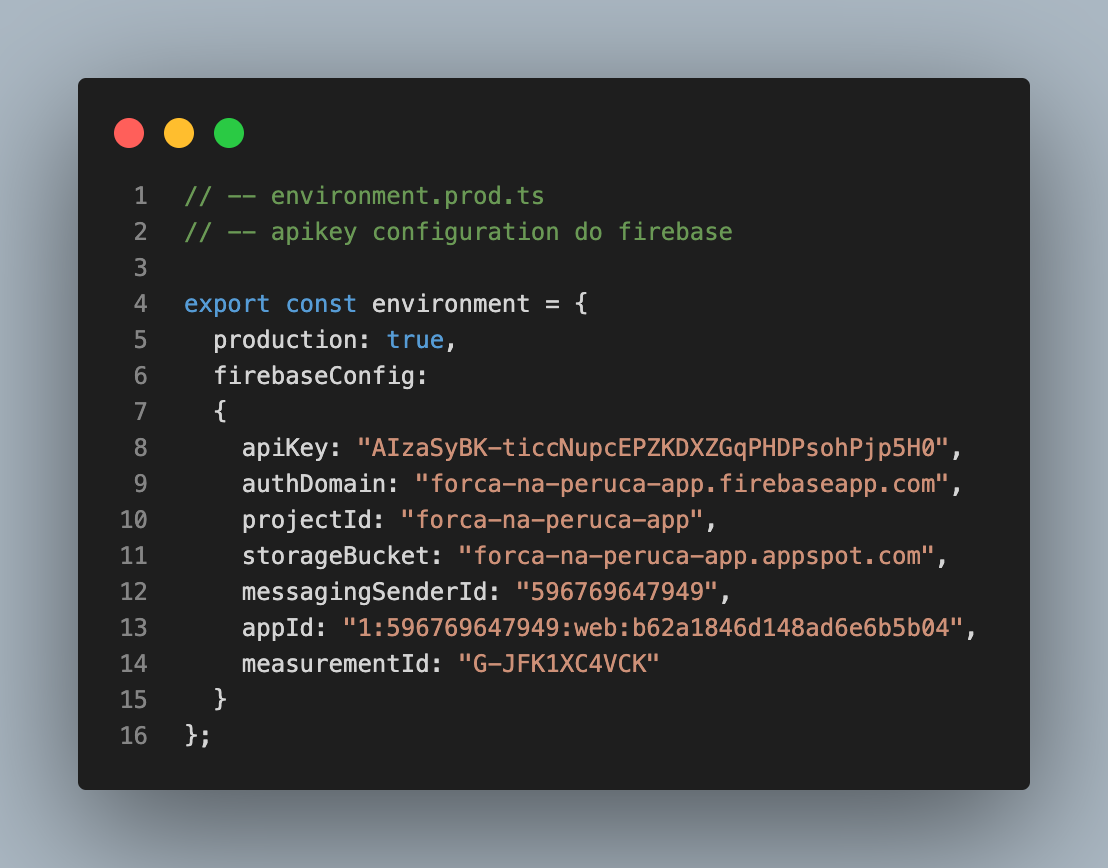 1 // -- environment.prod.ts
2 // -- apikey configuration do firebase
3
4 export const environment = {
5   production: true,
6   firebaseConfig:
7   {
8     apiKey: "AIzaSyBK-ticcNupcEPZKDXZGqPHDPsohPjp5H0",
9     authDomain: "forca-na-peruca-app.firebaseapp.com",
10     projectId: "forca-na-peruca-app",
11     storageBucket: "forca-na-peruca-app.appspot.com",
12     messagingSenderId: "596769647949",
13     appId: "1:596769647949:web:b62a1846d148ad6e6b5b04",
14     measurementId: "G-JFK1XC4VCK"
15   }
16 };